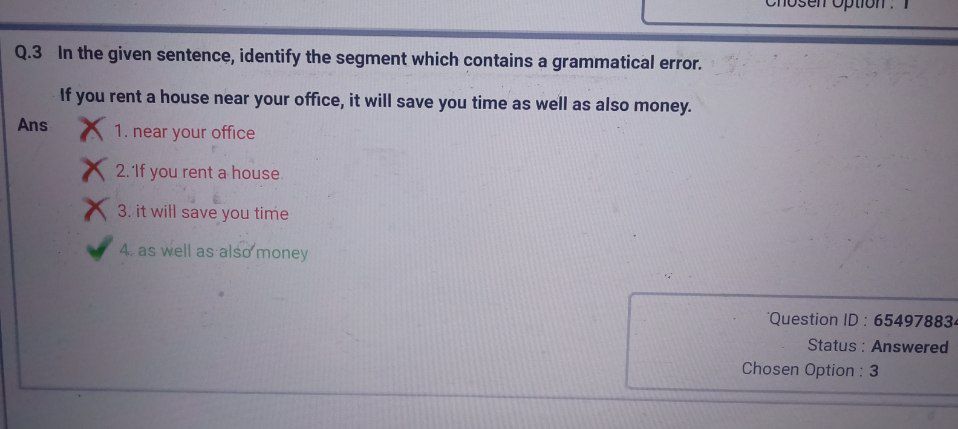 Chosen Option : 1
Q.3 In the given sentence, identify the segment which contains a grammatical error.
If you rent a house near your office, it will save you time as well as also money.
Ans 1. near your office
2. If you rent a house
3. it will save you time
4. as well as also money
Question ID : 65497883
Status : Answered
Chosen Option : 3